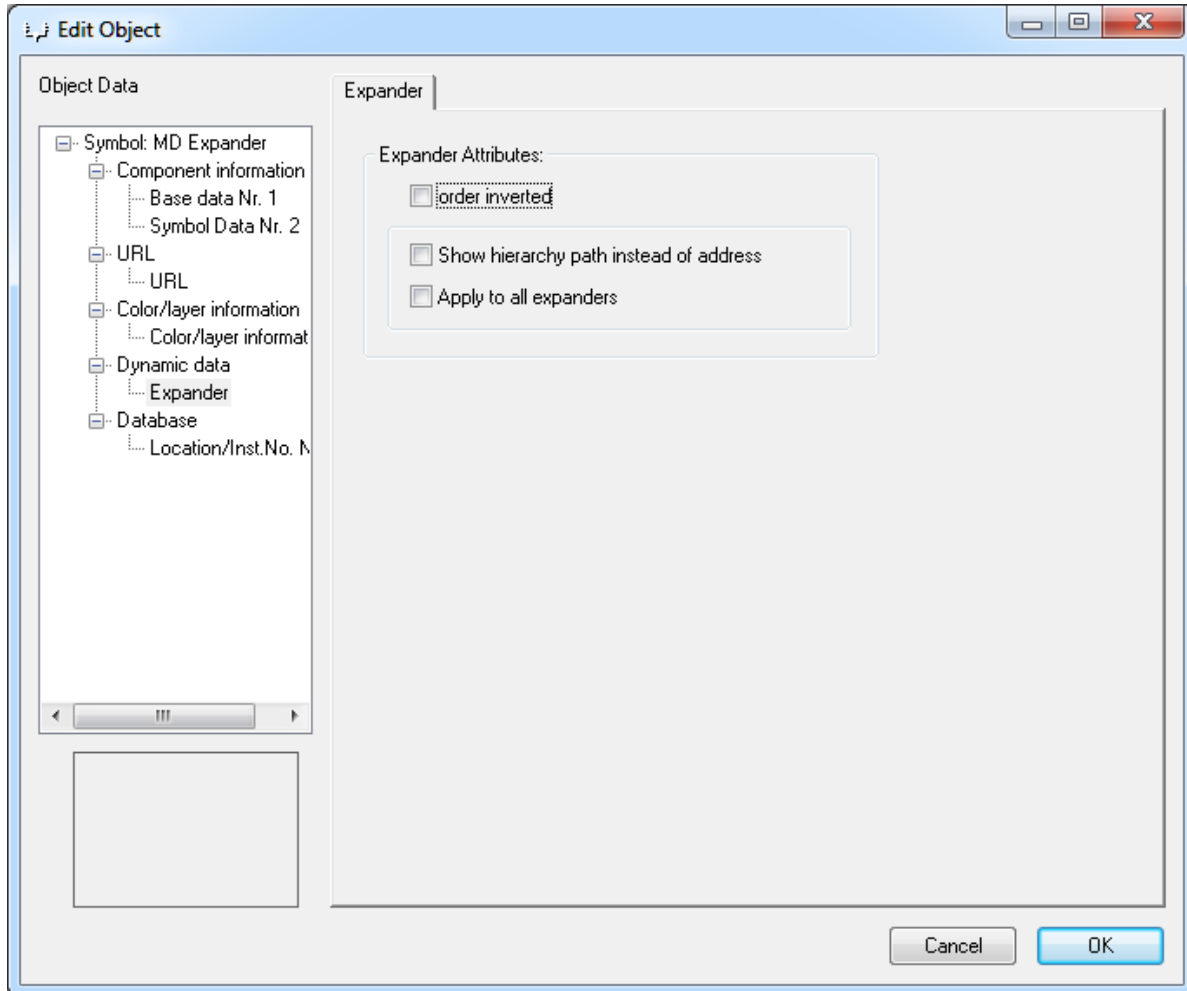 Edit Object
Object Data
Symbol: MD Expander
Component information
Base data Nr. 1
Symbol Data Nr. 2
URL
URL
Color/layer information
Color/layer informat
Dynamic data
Expander
Database
Location/Inst.No. N
Expander
Expander Attributes:
order inverted
Show hierarchy path instead of address
Apply to all expanders
Cancel
OK